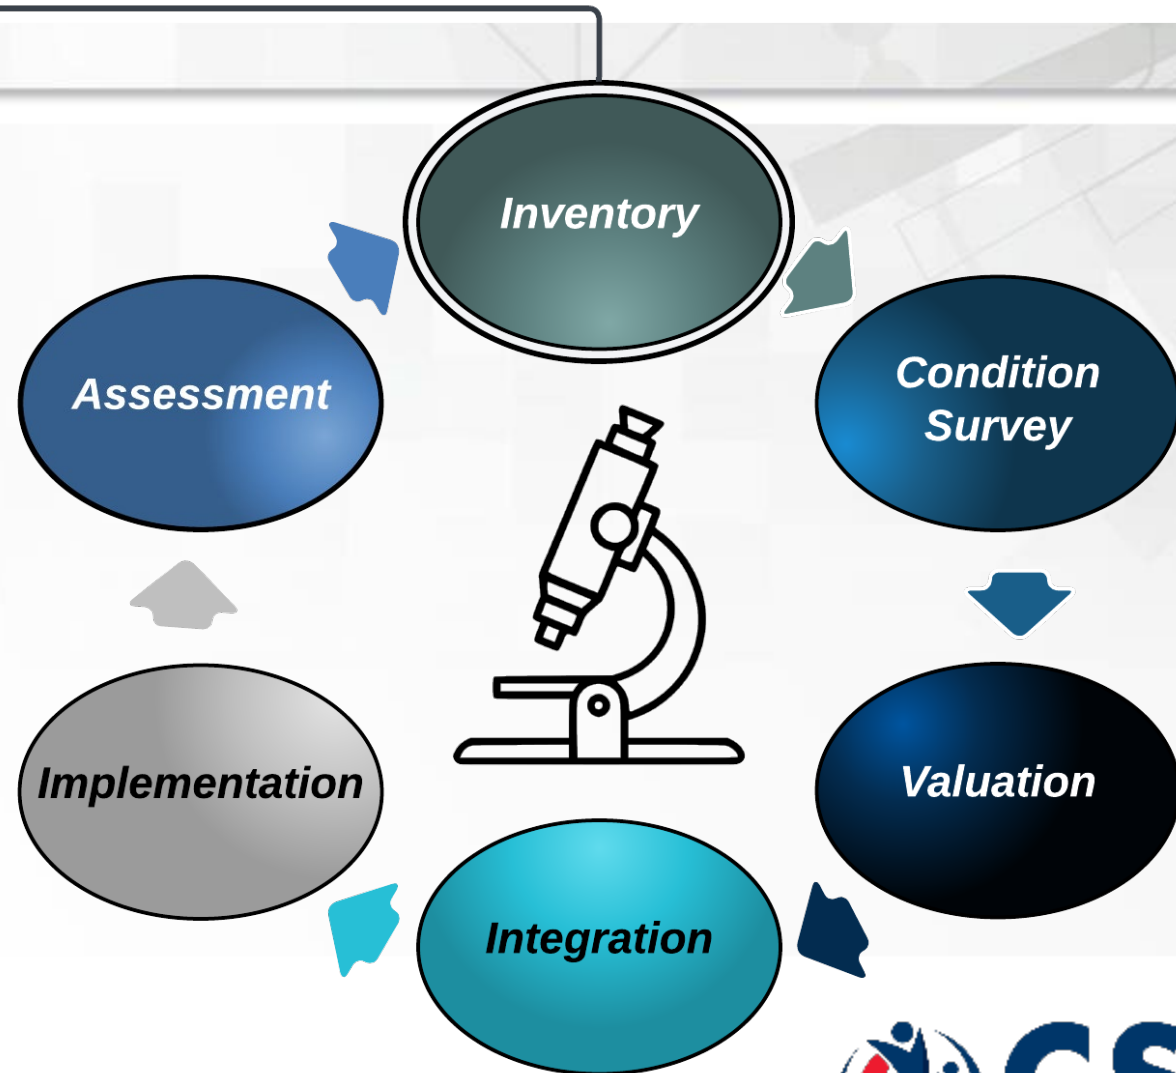 Inventory
Condition
Survey
Valuation
Integration
Implementation
Assessment